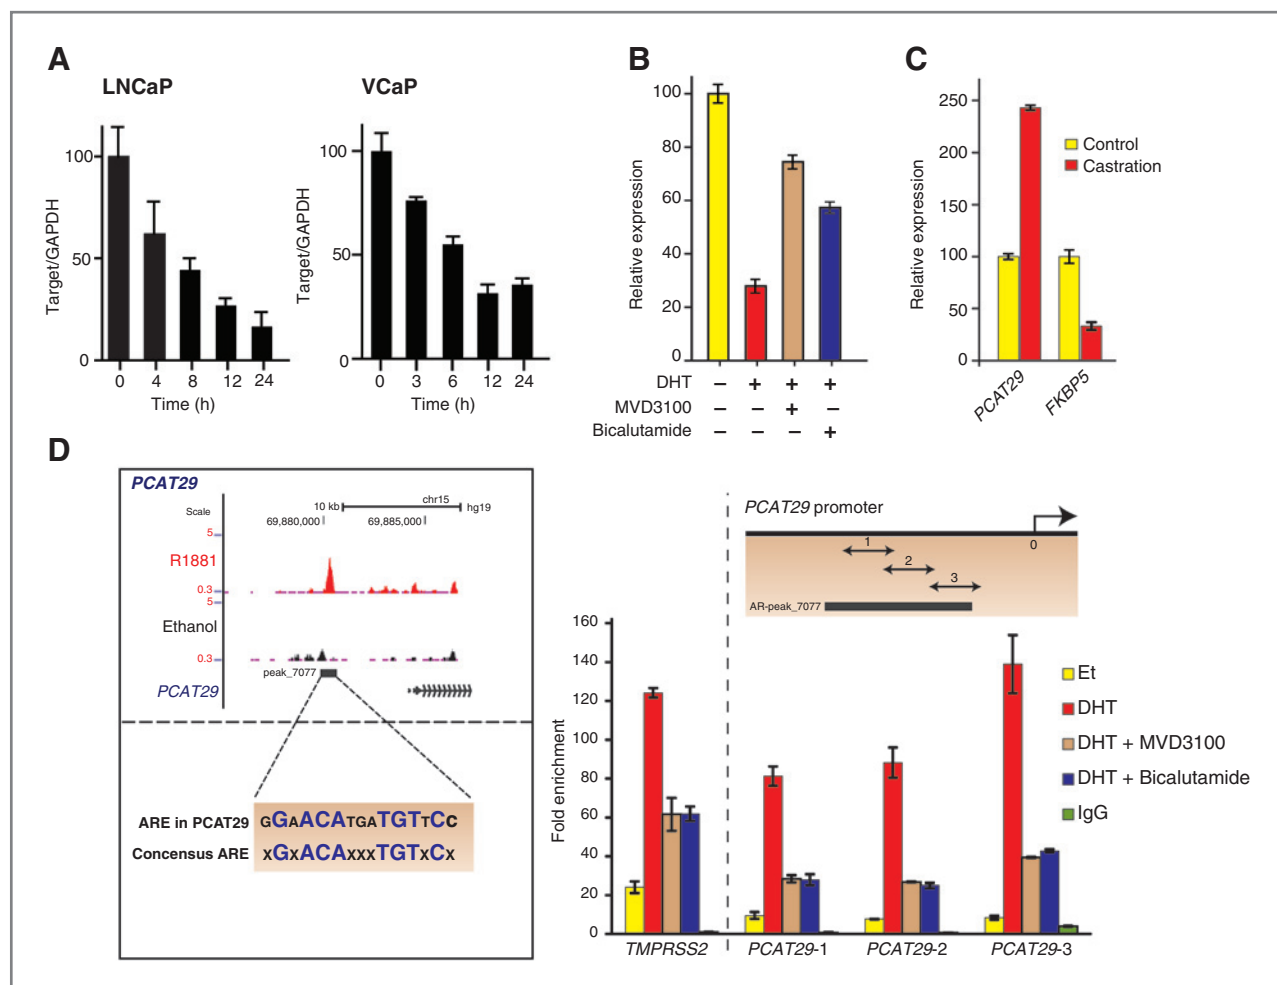 A
LNCaP
VCaP
Target/GAPDH
100
50
0
0 4 8 12 24
Time (h)
Target/GAPDH
100
50
0
0 3 6 12 24
Time (h)
B
Relative expression
100
80
60
40
20
0
DHT – + + +
MVD3100 – – + –
Bicalutamide – – – +
C
Relative expression
250
200
150
100
50
0
Control
Castration
PCAT29 FKBP5
D
PCAT29
Scale
10 kb
chr15
hg19
69,880,000
69,885,000
5
R1881
0.3
5
Ethanol
0.3
peak_7077
PCAT29
ARE in PCAT29 GGAACATGATGTTCC
Concensus ARE xGxACAxxxTGTxCx
PCAT29 promoter
0
1
2
3
AR-peak_7077
Fold enrichment
160
140
120
100
80
60
40
20
0
TMPRSS2 PCAT29-1 PCAT29-2 PCAT29-3
Et
DHT
DHT + MVD3100
DHT + Bicalutamide
IgG